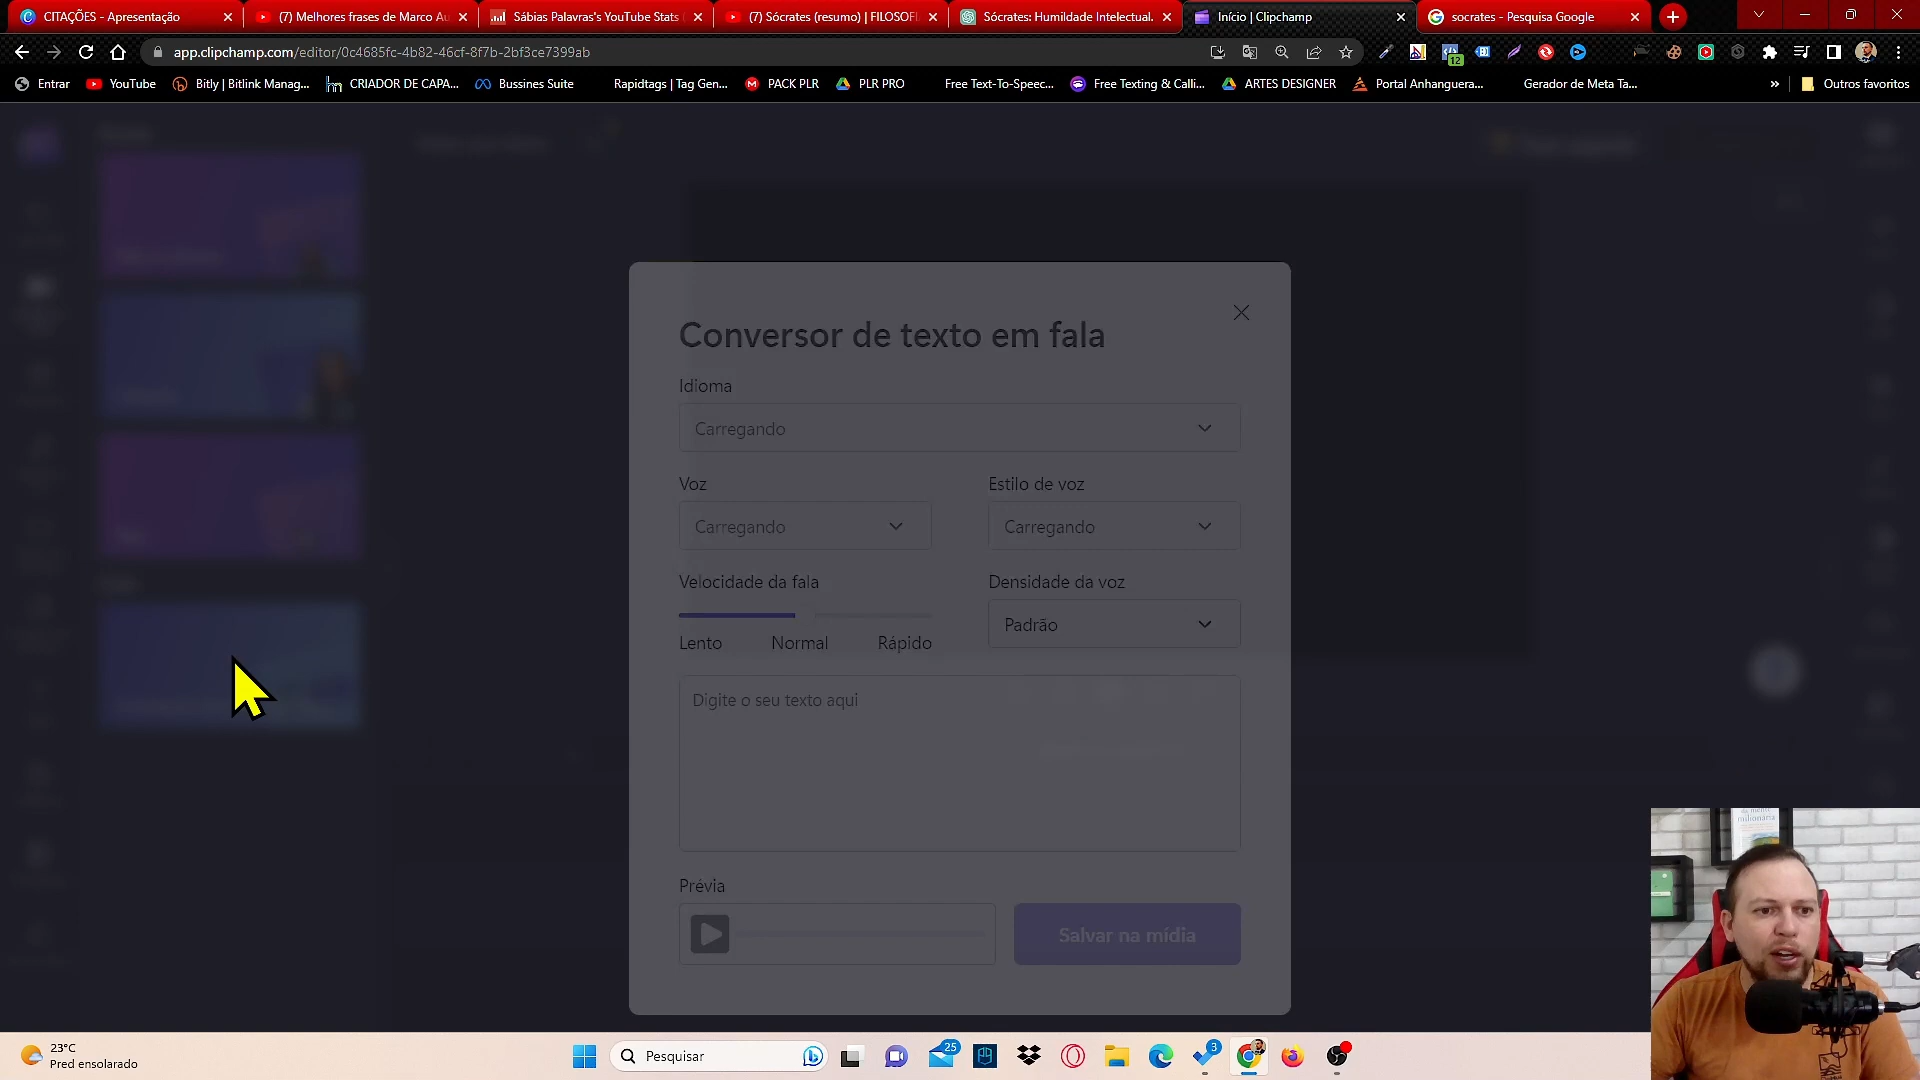 CITAÇÕES - Apresentação
(7) Melhores frases de Marco Au
Sábias Palavras's YouTube Stats (
(7) Sócrates (resumo) | FILOSOFI
Sócrates: Humildade Intelectual.
Início | Clipchamp
socrates - Pesquisa Google
app.clipchamp.com/editor/0c4685fc-4b82-46cf-8f7b-2bf3ce7399ab
12
Entrar
YouTube
Bitly | Bitlink Manag...
CRIADOR DE CAPA...
Bussines Suite
Rapidtags | Tag Gen...
PACK PLR
PLR PRO
Free Text-To-Speec...
Free Texting & Calli...
ARTES DESIGNER
Portal Anhanguera...
Gerador de Meta Ta...
»
Outros favoritos
Conversor de texto em fala
Idioma
Carregando
Voz
Estilo de voz
Carregando
Carregando
Velocidade da fala
Densidade da voz
Lento
Normal
Rápido
Padrão
Digite o seu texto aqui
Prévia
Salvar na mídia
milionária
23°C
Pred ensolarado
Pesquisar
25
3